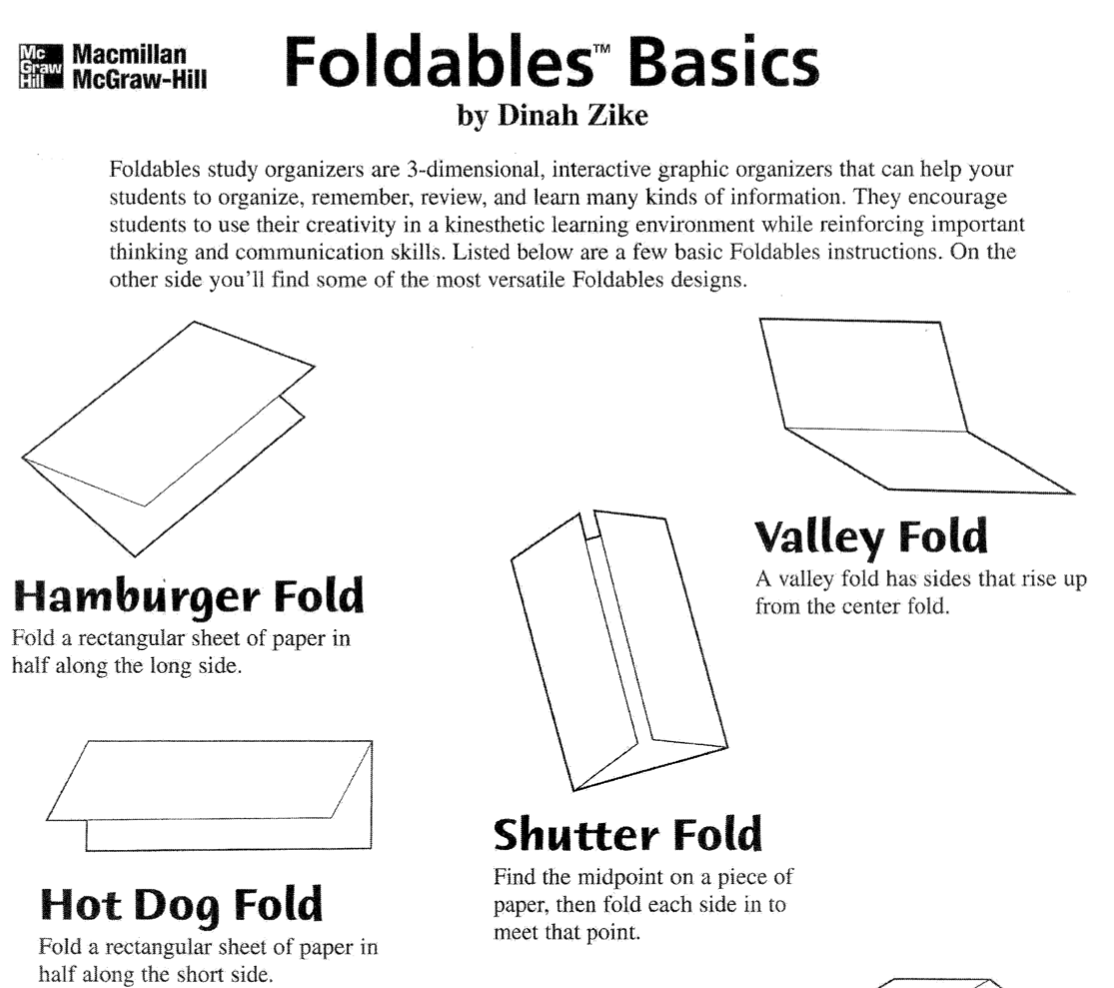 Mc
Graw
Hill
Macmillan
McGraw-Hill
Foldables™ Basics
by Dinah Zike
Foldables study organizers are 3-dimensional, interactive graphic organizers that can help your
students to organize, remember, review, and learn many kinds of information. They encourage
students to use their creativity in a kinesthetic learning environment while reinforcing important
thinking and communication skills. Listed below are a few basic Foldables instructions. On the
other side you'll find some of the most versatile Foldables designs.
Hamburger Fold
Fold a rectangular sheet of paper in
half along the long side.
Valley Fold
A valley fold has sides that rise up
from the center fold.
Hot Dog Fold
Fold a rectangular sheet of paper in
half along the short side.
Shutter Fold
Find the midpoint on a piece of
paper, then fold each side in to
meet that point.